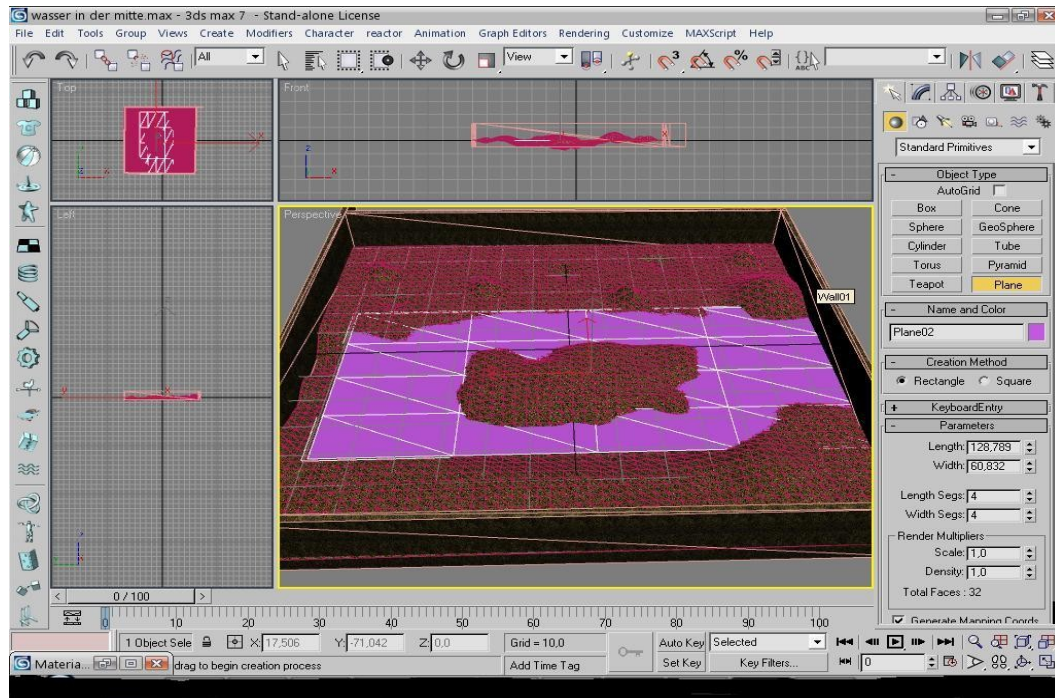 wasser in der mitte.max - 3ds max 7 - Stand-alone License
File Edit Tools Group Views Create Modifiers Character reactor Animation Graph Editors Rendering Customize MAXScript Help
All
View
3
%
ABC
Top
Front
Left
Perspective
z
x
y
Wall01
Standard Primitives
- Object Type
AutoGrid
Box Cone
Sphere GeoSphere
Cylinder Tube
Torus Pyramid
Teapot Plane
- Name and Color
Plane02
- Creation Method
Rectangle Square
+ KeyboardEntry
- Parameters
Length: 128,789
Width: 60,832
Length Segs: 4
Width Segs: 4
Render Multipliers
Scale: 1,0
Density: 1,0
Total Faces : 32
Generate Mapping Coords
< 0 / 100 >
0 10 20 30 40 50 60 70 80 90 100
1 Object Sele X: 17,506 Y: -71,042 Z: 0,0 Grid = 10,0 Auto Key Selected
Materia... drag to begin creation process Add Time Tag Set Key Key Filters... 0